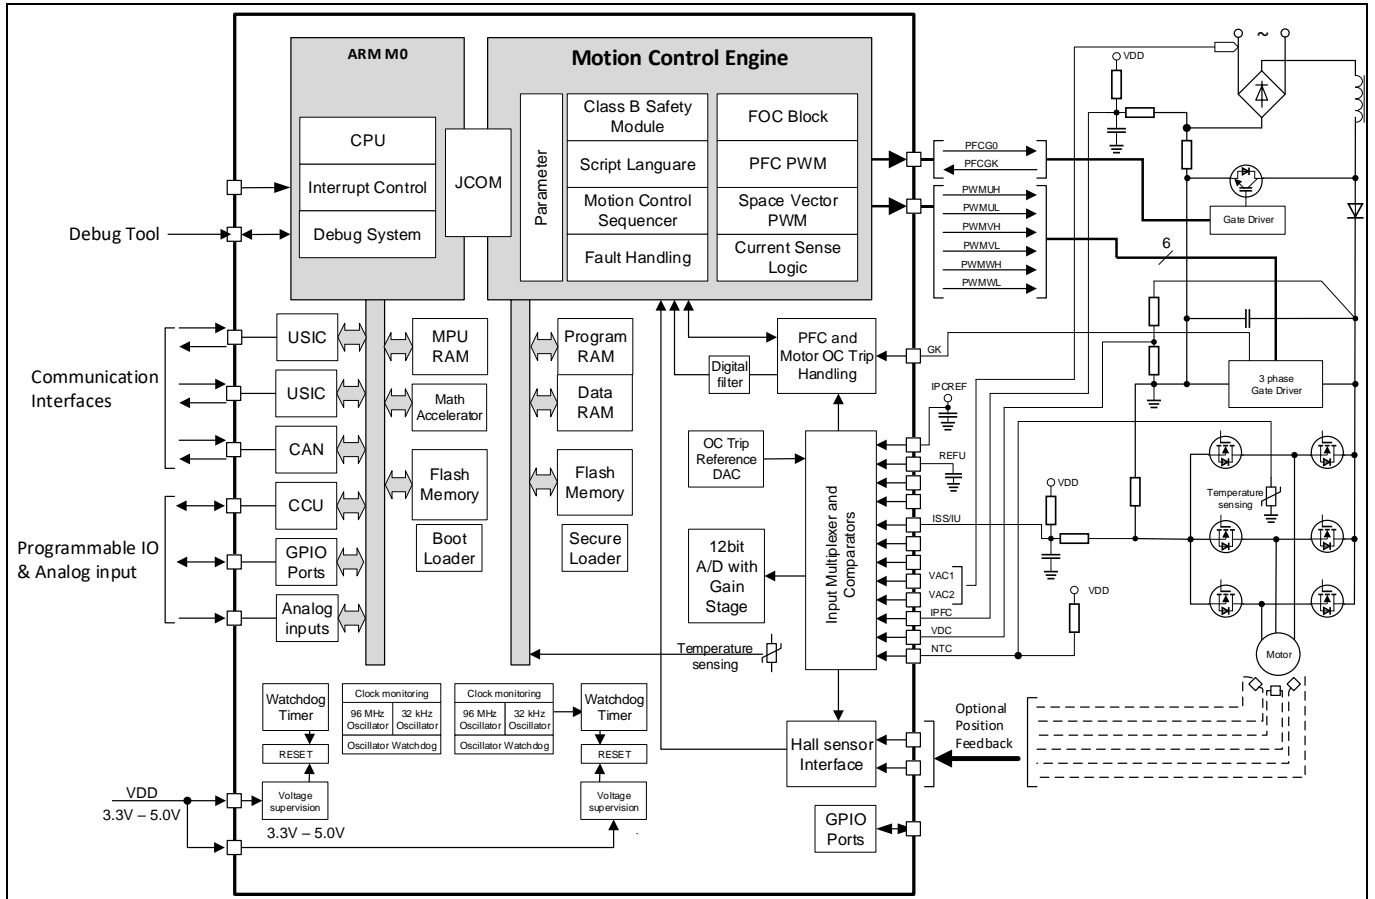 ARM M0
Motion Control Engine
CPU
Interrupt Control
Debug System
JCOM
Parameter
Class B Safety
Module
Script Languare
Motion Control
Sequencer
Fault Handling
FOC Block
PFC PWM
Space Vector
PWM
Current Sense
Logic
Debug Tool
Communication
Interfaces
Programmable IO
& Analog input
USIC
USIC
CAN
CCU
GPIO
Ports
Analog
inputs
MPU
RAM
Math
Accelerator
Flash
Memory
Boot
Loader
Program
RAM
Data
RAM
Flash
Memory
Secure
Loader
PFC and
Motor OC Trip
Handling
Digital
filter
OC Trip
Reference
DAC
12bit
A/D with
Gain
Stage
Input Multiplexer and
Comparators
Temperature
sensing
Hall sensor
Interface
GPIO
Ports
Watchdog
Timer
RESET
Voltage
supervision
Clock monitoring
96 MHz
Oscillator
32 kHz
Oscillator
Oscillator Watchdog
Clock monitoring
96 MHz
Oscillator
32 kHz
Oscillator
Oscillator Watchdog
Watchdog
Timer
RESET
Voltage
supervision
VDD
3.3V – 5.0V
3.3V – 5.0V
PFCG0
PFCGK
PWMUH
PWMUL
PWMVH
PWMVL
PWMWH
PWMWL
GK
IPCREF
REFU
ISS/IU
VAC1
VAC2
IPFC
VDC
NTC
VDD
~
Gate Driver
6
3 phase
Gate Driver
VDD
Temperature
sensing
VDD
Motor
Optional
Position
Feedback